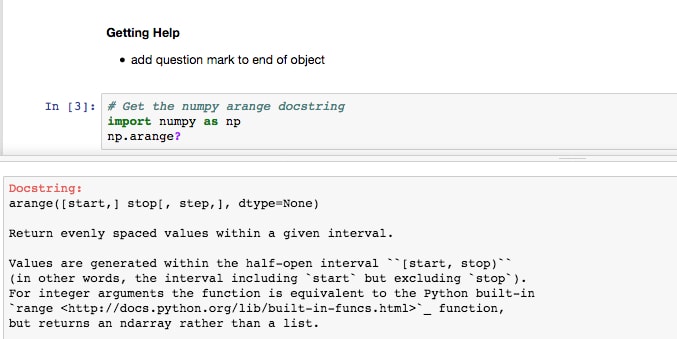 Getting Help
• add question mark to end of object
In [3]: # Get the numpy arange docstring
import numpy as np
np.arange?
Docstring:
arange([start,] stop[, step,], dtype=None)
Return evenly spaced values within a given interval.
Values are generated within the half-open interval ``[start, stop)``
(in other words, the interval including `start` but excluding `stop`).
For integer arguments the function is equivalent to the Python built-in
`range <http://docs.python.org/lib/built-in-funcs.html>`_ function,
but returns an ndarray rather than a list.